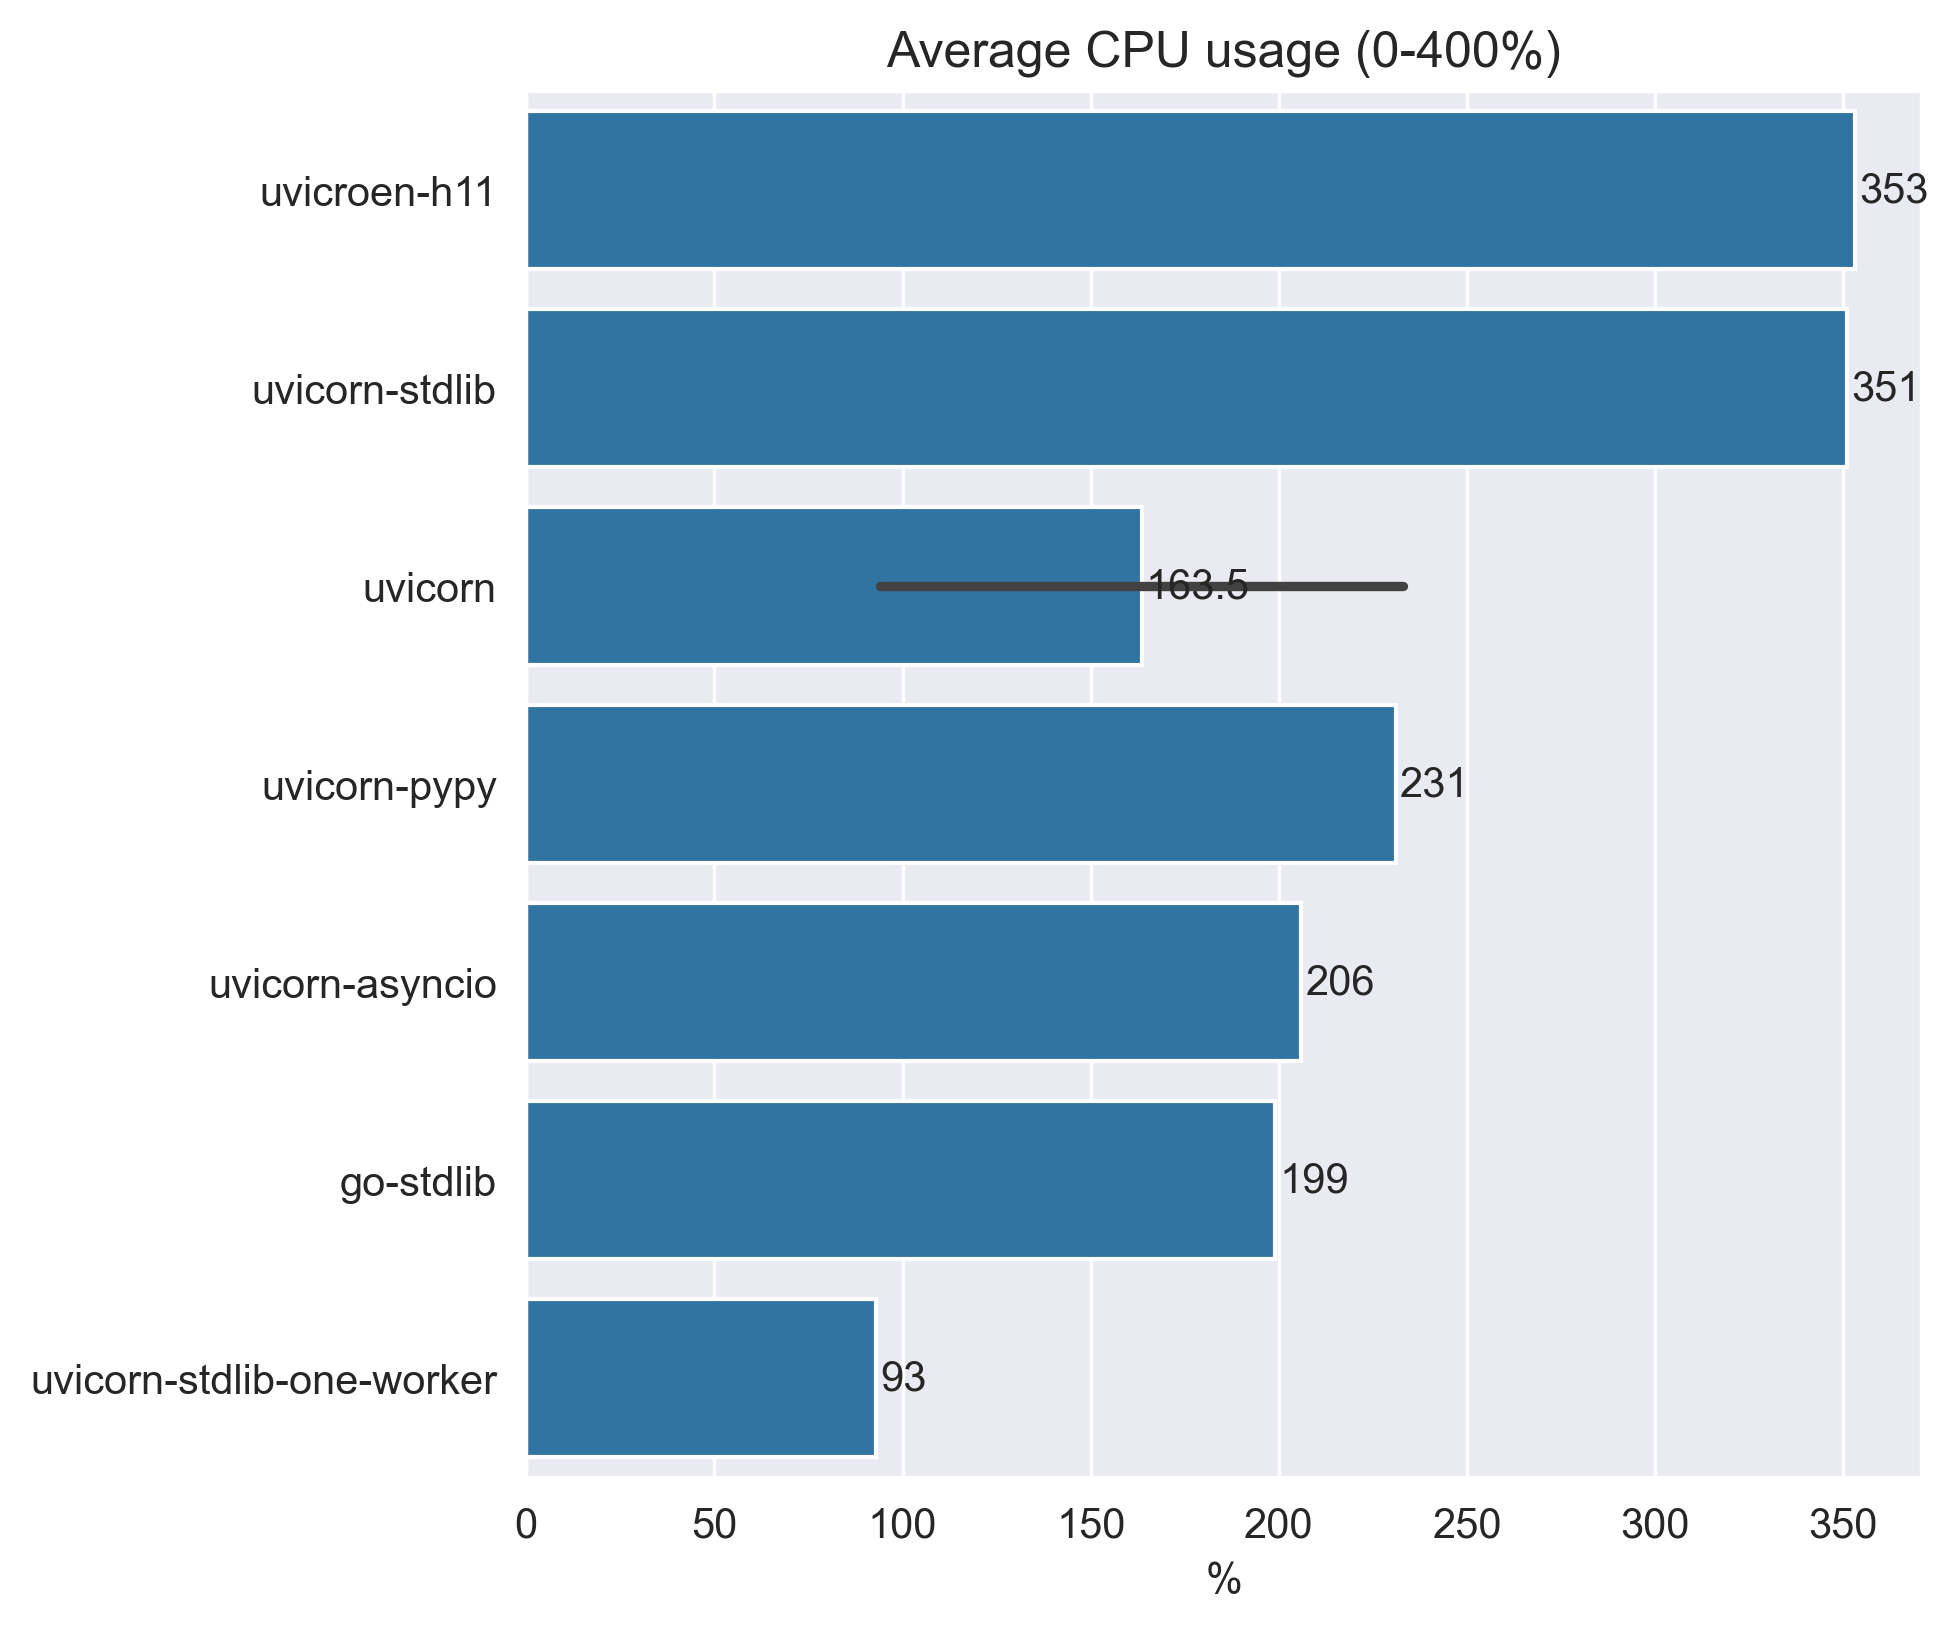 Average CPU usage (0-400%)
uvicroen-h11
353
uvicorn-stdlib
351
uvicorn
163.5
uvicorn-pypy
231
uvicorn-asyncio
206
go-stdlib
199
uvicorn-stdlib-one-worker
93
0 50 100 150 200 250 300 350
%